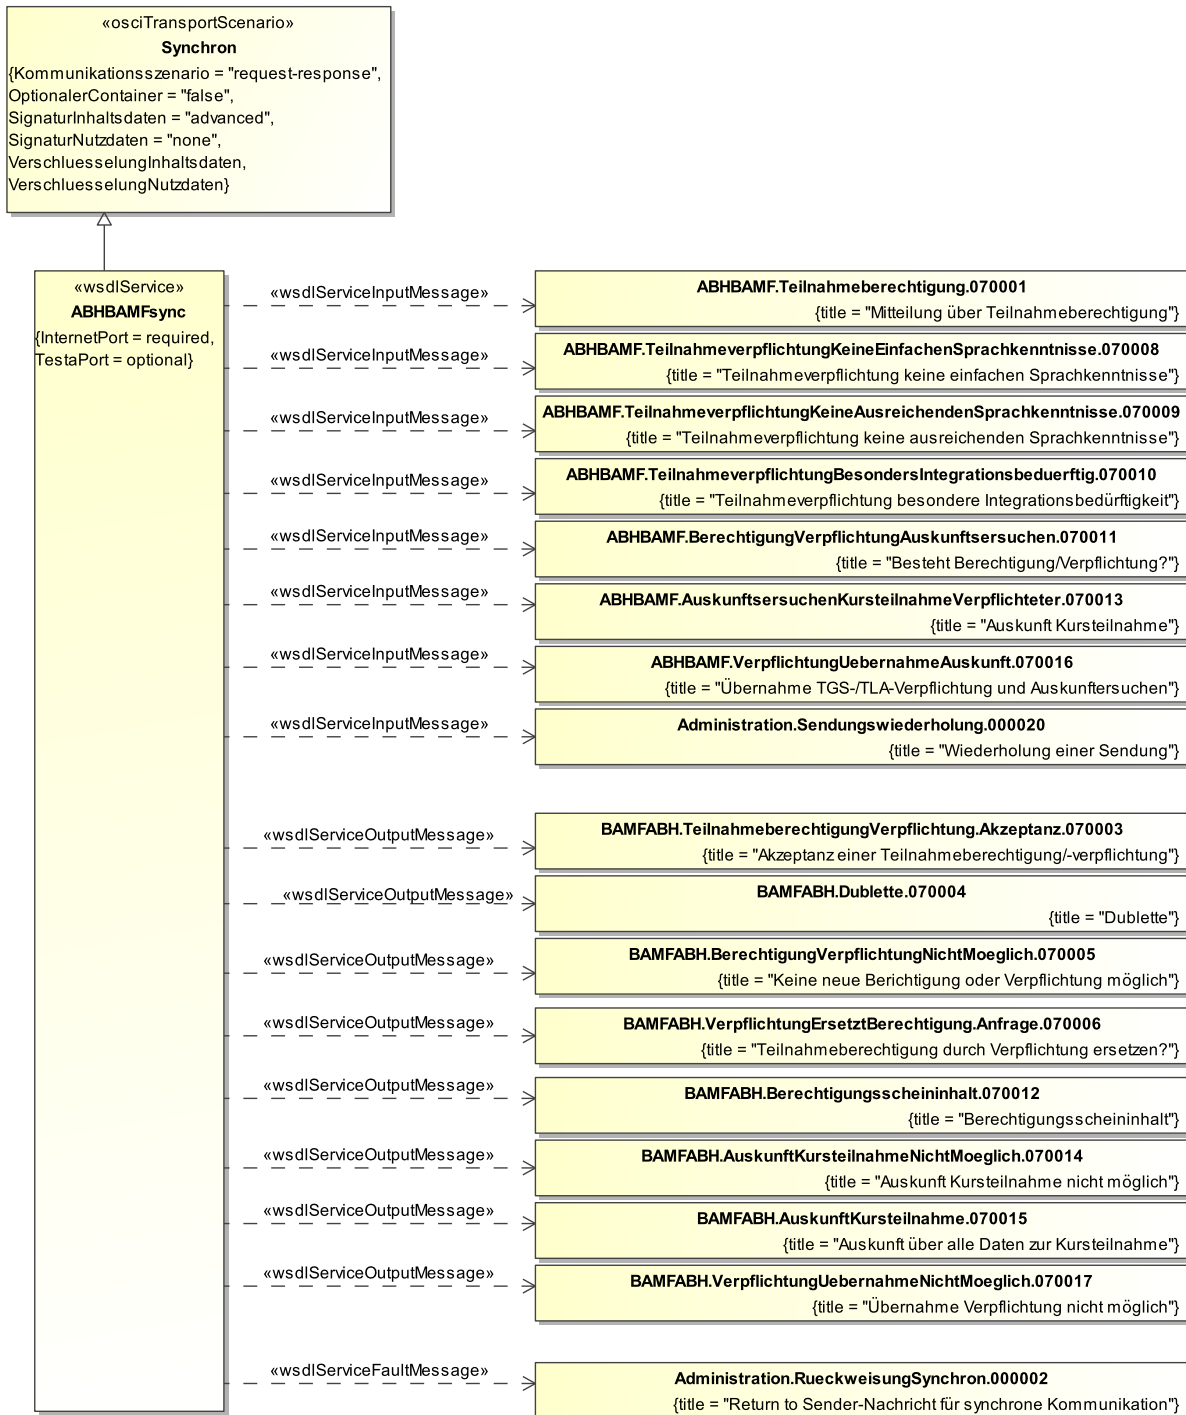 «osciTransportScenario»
Synchron
{Kommunikationsszenario = "request-response",
OptionalerContainer = "false",
SignaturInhaltsdaten = "advanced",
SignaturNutzdaten = "none",
VerschluesselungInhaltsdaten,
VerschluesselungNutzdaten}
«wsdlService»
ABHBAMFsync
{InternetPort = required,
TestaPort = optional}
«wsdlServiceInputMessage»
ABHBAMF.Teilnahmeberechtigung.070001
{title = "Mitteilung über Teilnahmeberechtigung"}
«wsdlServiceInputMessage»
ABHBAMF.TeilnahmeverpflichtungKeineEinfachenSprachkenntnisse.070008
{title = "Teilnahmeverpflichtung keine einfachen Sprachkenntnisse"}
«wsdlServiceInputMessage»
ABHBAMF.TeilnahmeverpflichtungKeineAusreichendenSprachkenntnisse.070009
{title = "Teilnahmeverpflichtung keine ausreichenden Sprachkenntnisse"}
«wsdlServiceInputMessage»
ABHBAMF.TeilnahmeverpflichtungBesondersIntegrationsbeduerftig.070010
{title = "Teilnahmeverpflichtung besondere Integrationsbedürftigkeit"}
«wsdlServiceInputMessage»
ABHBAMF.BerechtigungVerpflichtungAuskunftsersuchen.070011
{title = "Besteht Berechtigung/Verpflichtung?"}
«wsdlServiceInputMessage»
ABHBAMF.AuskunftsersuchenKursteilnahmeVerpflichteter.070013
{title = "Auskunft Kursteilnahme"}
«wsdlServiceInputMessage»
ABHBAMF.VerpflichtungUebernahmeAuskunft.070016
{title = "Übernahme TGS-/TLA-Verpflichtung und Auskunftersuchen"}
«wsdlServiceInputMessage»
Administration.Sendungswiederholung.000020
{title = "Wiederholung einer Sendung"}
«wsdlServiceOutputMessage»
BAMFABH.TeilnahmeberechtigungVerpflichtung.Akzeptanz.070003
{title = "Akzeptanz einer Teilnahmeberechtigung/-verpflichtung"}
«wsdlServiceOutputMessage»
BAMFABH.Dublette.070004
{title = "Dublette"}
«wsdlServiceOutputMessage»
BAMFABH.BerechtigungVerpflichtungNichtMoeglich.070005
{title = "Keine neue Berichtigung oder Verpflichtung möglich"}
«wsdlServiceOutputMessage»
BAMFABH.VerpflichtungErsetztBerechtigung.Anfrage.070006
{title = "Teilnahmeberechtigung durch Verpflichtung ersetzen?"}
«wsdlServiceOutputMessage»
BAMFABH.Berechtigungsscheininhalt.070012
{title = "Berechtigungsscheininhalt"}
«wsdlServiceOutputMessage»
BAMFABH.AuskunftKursteilnahmeNichtMoeglich.070014
{title = "Auskunft Kursteilnahme nicht möglich"}
«wsdlServiceOutputMessage»
BAMFABH.AuskunftKursteilnahme.070015
{title = "Auskunft über alle Daten zur Kursteilnahme"}
«wsdlServiceOutputMessage»
BAMFABH.VerpflichtungUebernahmeNichtMoeglich.070017
{title = "Übernahme Verpflichtung nicht möglich"}
«wsdlServiceFaultMessage»
Administration.RueckweisungSynchron.000002
{title = "Return to Sender-Nachricht für synchrone Kommunikation"}